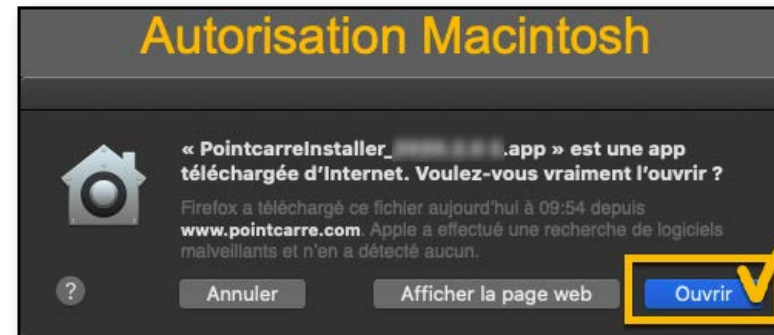 Autorisation Macintosh
« PointcarreInstaller_ .app » est une app
téléchargée d'Internet. Voulez-vous vraiment l'ouvrir ?
Firefox a téléchargé ce fichier aujourd'hui à 09:54 depuis
www.pointcarre.com. Apple a effectué une recherche de logiciels
malveillants et n'en a détecté aucun.
? Annuler Afficher la page web Ouvrir